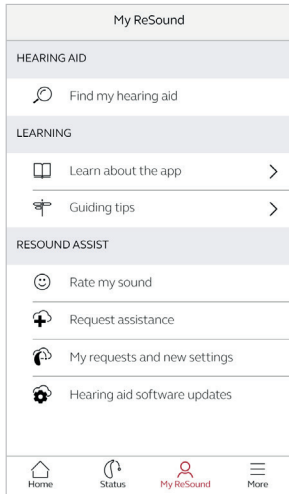 My ReSound
HEARING AID
Find my hearing aid
LEARNING
Learn about the app
Guiding tips
RESOUND ASSIST
Rate my sound
Request assistance
My requests and new settings
Hearing aid software updates
Home Status My ReSound More